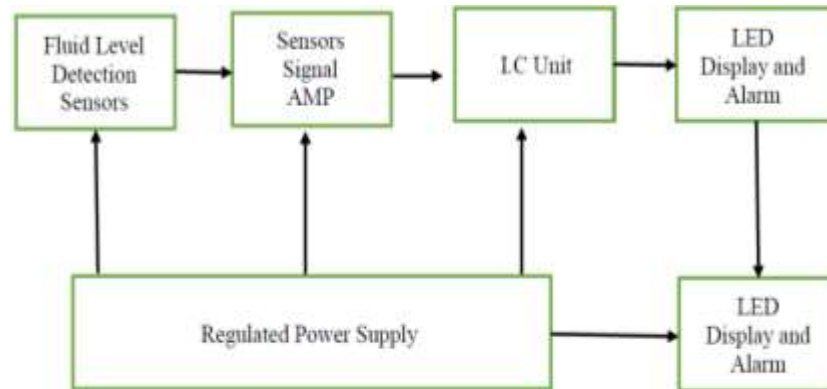 Fluid Level
Detection
Sensors
Sensors
Signal
AMP
I.C Unit
LED
Display and
Alarm
Regulated Power Supply
LED
Display and
Alarm